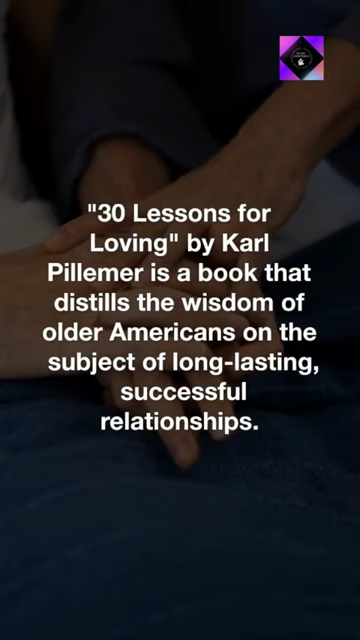 "30 Lessons for
Loving" by Karl
Pillemer is a book that
distills the wisdom of
older Americans on the
subject of long-lasting,
successful
relationships.